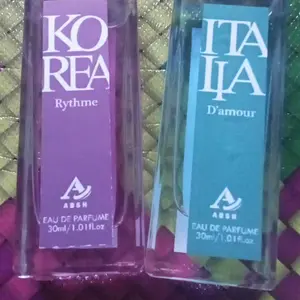 KO
REA
Rythme
ABSH
EAU DE PARFUME
30ml/1.01fl.oz
ITA
LIA
D'amour
ABSH
EAU DE PARFUME
30ml/1.01fl.oz